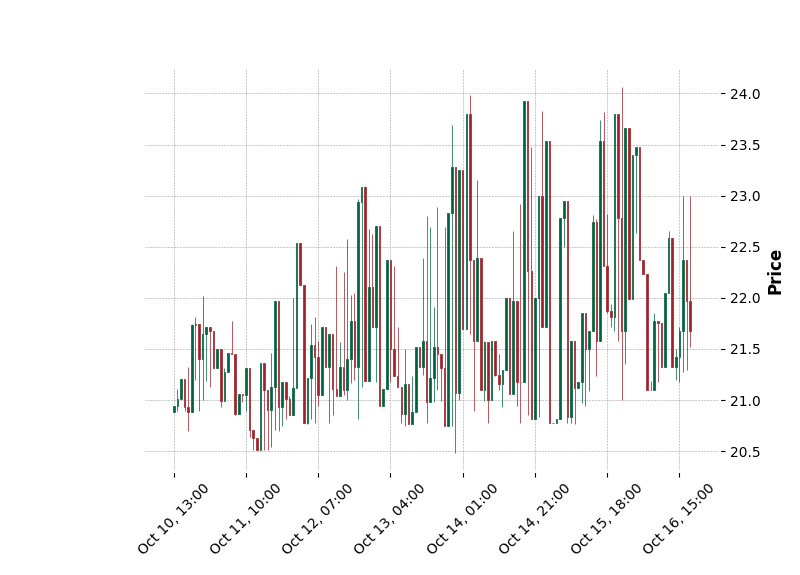 24.0
23.5
23.0
22.5
22.0
21.5
21.0
20.5
Price
Oct 10, 13:00
Oct 11, 10:00
Oct 12, 07:00
Oct 13, 04:00
Oct 14, 01:00
Oct 14, 21:00
Oct 15, 18:00
Oct 16, 15:00